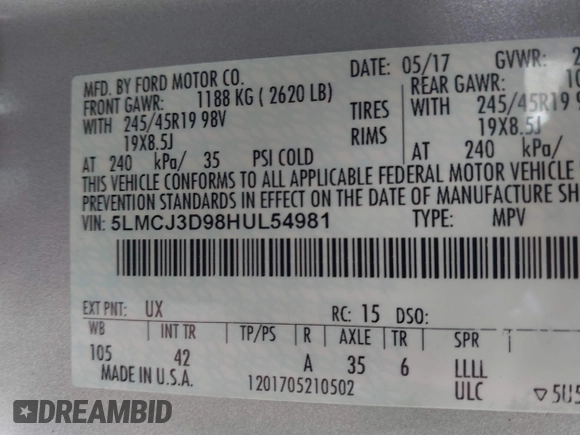 MFD. BY FORD MOTOR CO.
DATE: 05/17 GVWR: 2
FRONT GAWR: 1188 KG ( 2620 LB) REAR GAWR: 10
WITH 245/45R19 98V TIRES WITH 245/45R19
19X8.5J RIMS 19X8.5J
AT 240 kPa/ 35 PSI COLD AT 240 kPa/
THIS VEHICLE CONFORMS TO ALL APPLICABLE FEDERAL MOTOR VEHICLE
PREVENTION STANDARDS IN EFFECT ON THE DATE OF MANUFACTURE SH
VIN: 5LMCJ3D98HUL54981 TYPE: MPV
EXT PNT: UX RC: 15 DSO:
WB INT TR TP/PS R AXLE TR SPR
105 42 A 35 6 LLLL
MADE IN U.S.A. 1201705210502 ULC ▽5U5
DREAMBID